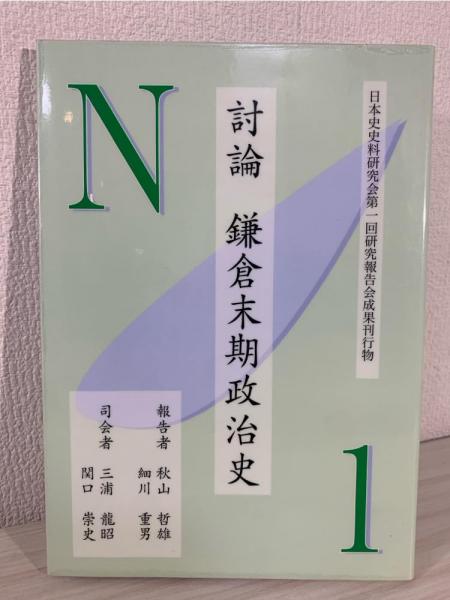 N
日本史史料研究会第一回研究報告会成果刊行物
討論 鎌倉末期政治史
報告者 秋山 哲雄
細川 重男
司会者 三浦 龍昭
関口 崇史
1